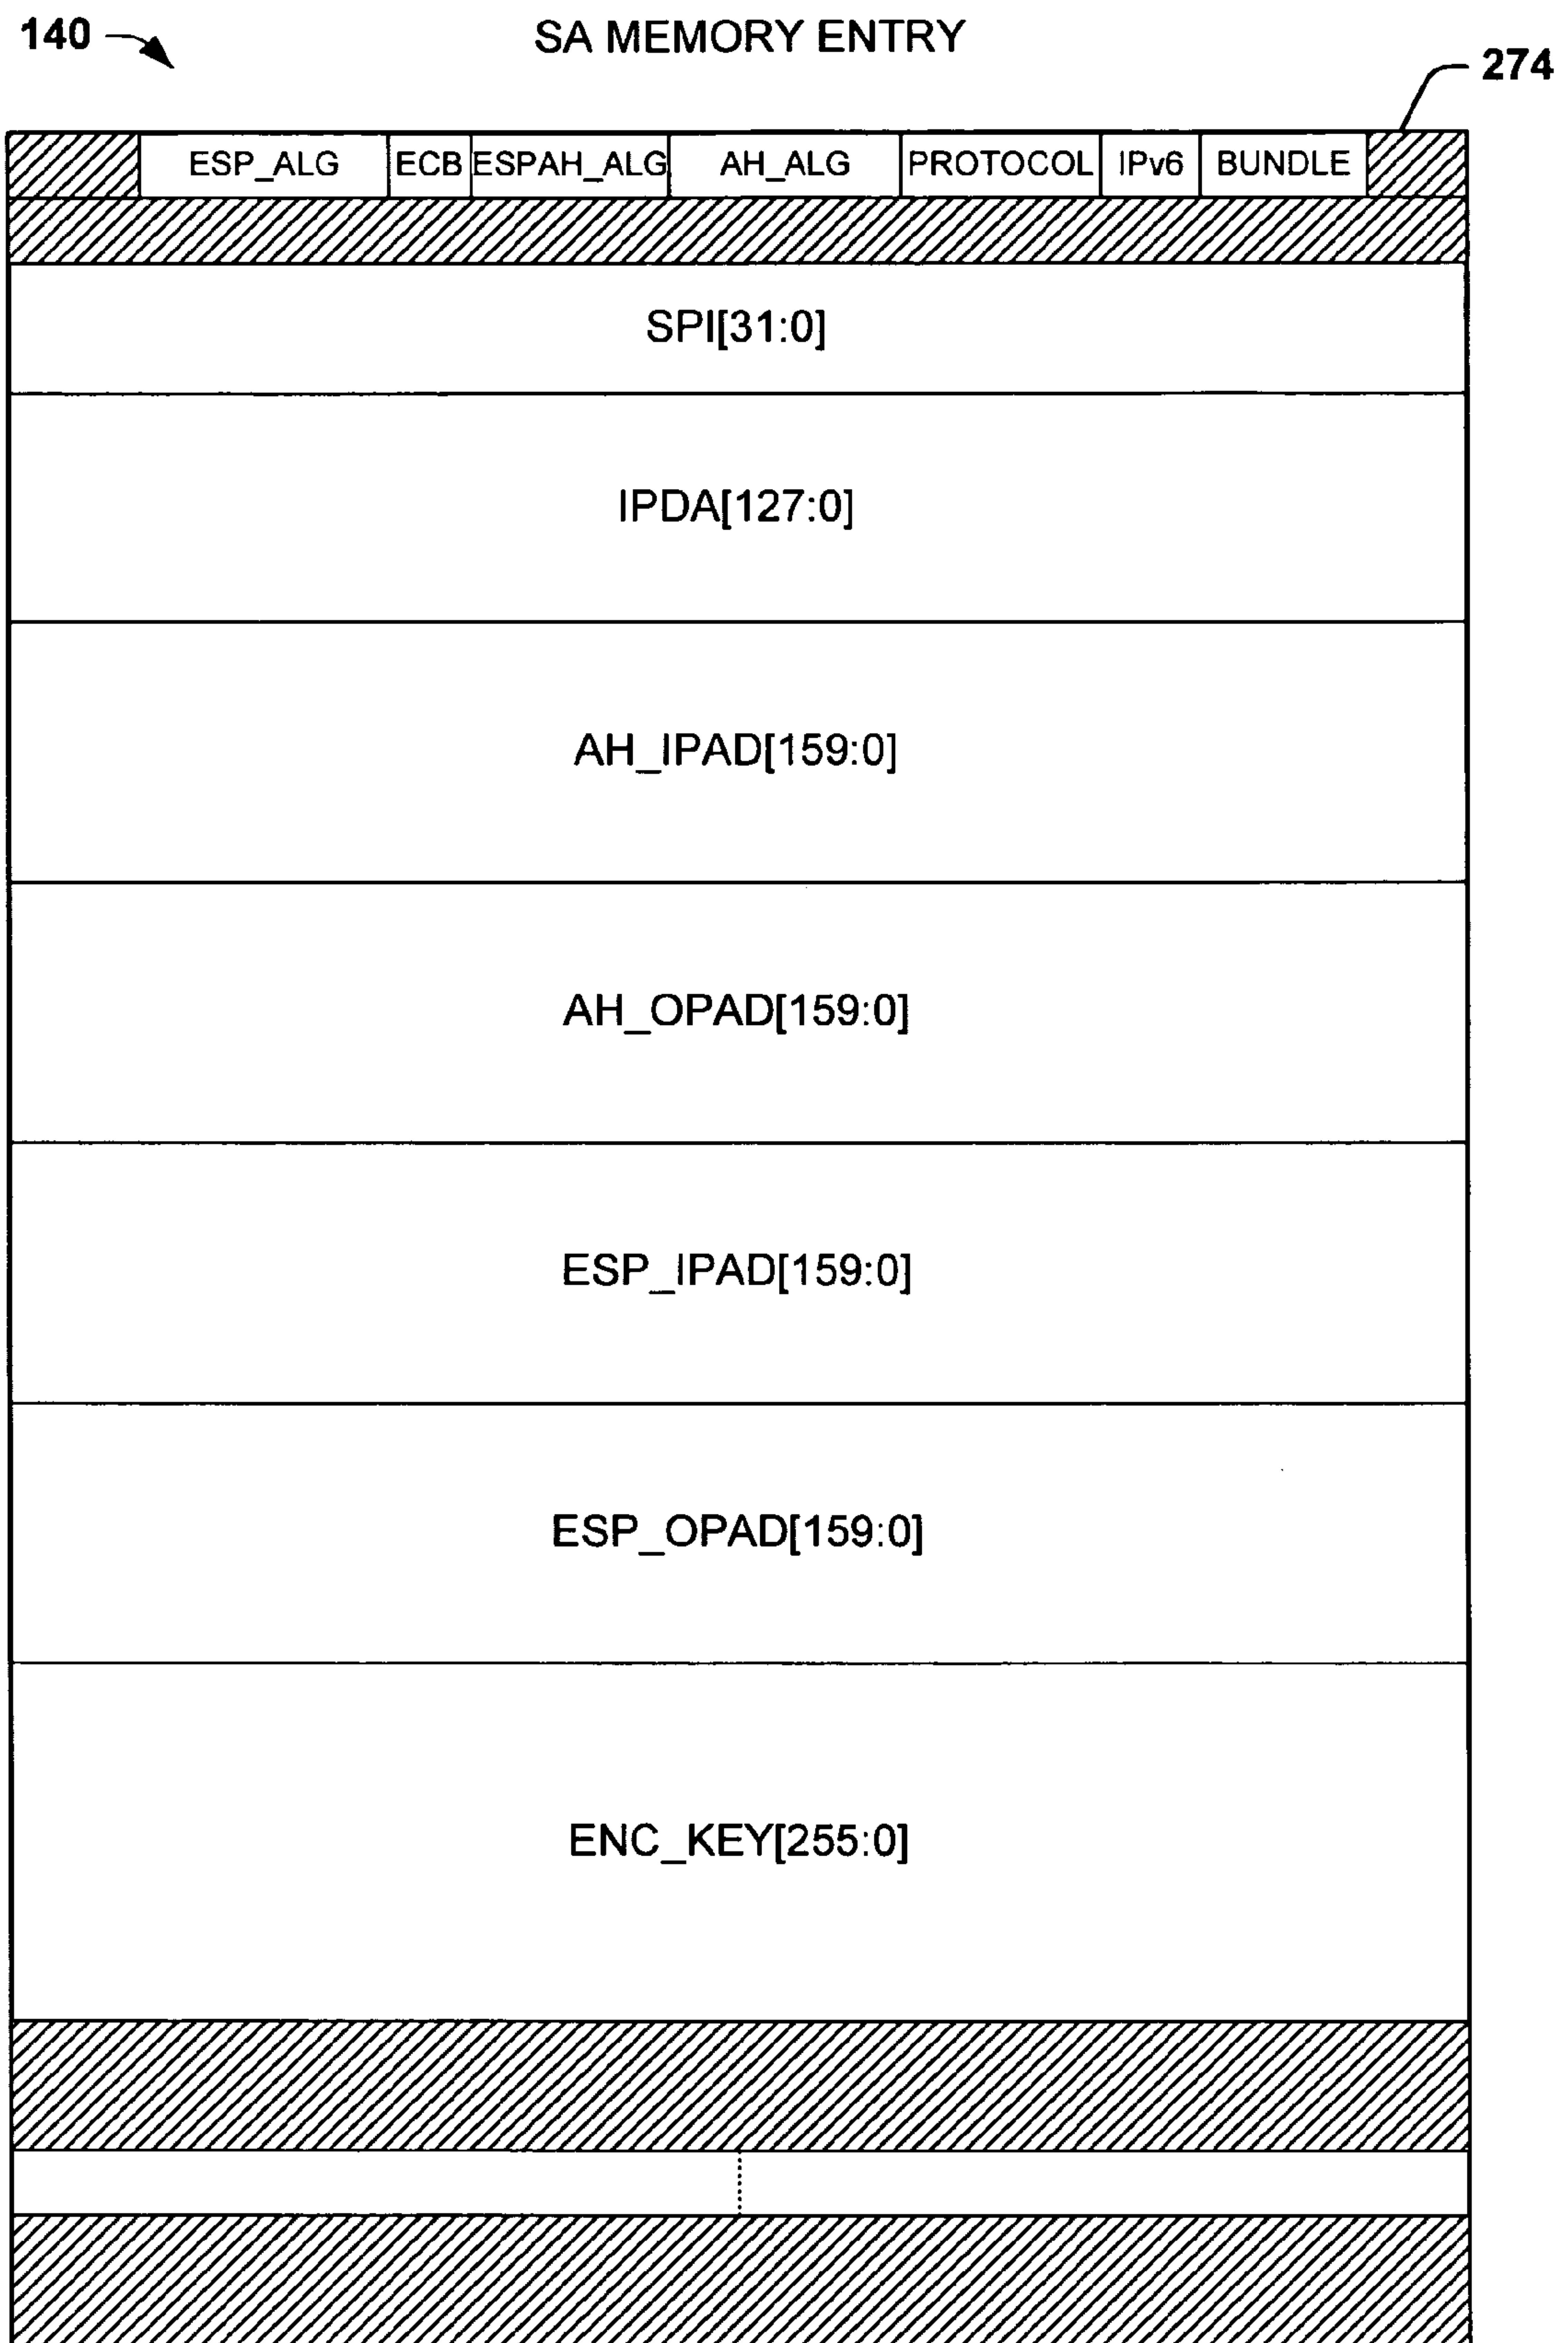 140 SA MEMORY ENTRY
274
ESP_ALG ECB ESPAH_ALG AH_ALG PROTOCOL IPv6 BUNDLE
SPI[31:0]
IPDA[127:0]
AH_IPAD[159:0]
AH_OPAD[159:0]
ESP_IPAD[159:0]
ESP_OPAD[159:0]
ENC_KEY[255:0]